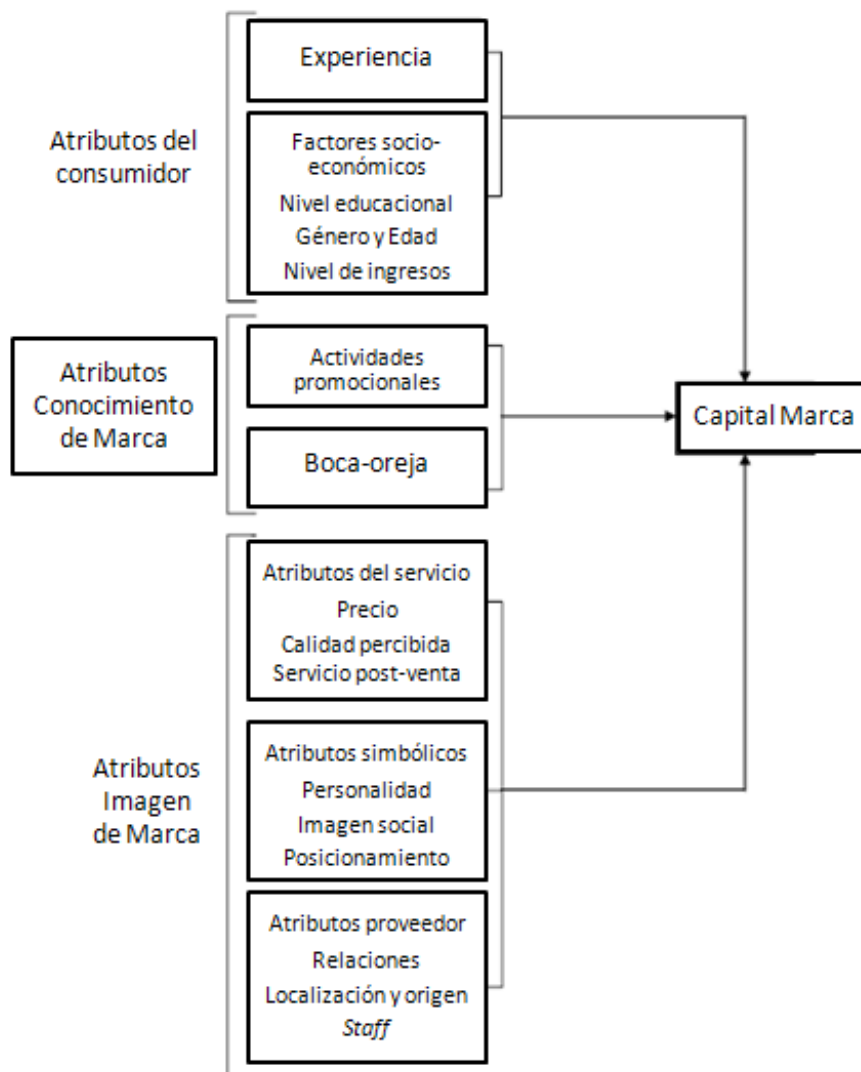 Experiencia
Atributos del
consumidor
Factores socio-
económicos
Nivel educacional
Género y Edad
Nivel de ingresos
Atributos
Conocimiento
de Marca
Actividades
promocionales
Boca-oreja
Capital Marca
Atributos
Imagen
de Marca
Atributos del servicio
Precio
Calidad percibida
Servicio post-venta
Atributos simbólicos
Personalidad
Imagen social
Posicionamiento
Atributos proveedor
Relaciones
Localización y origen
Staff